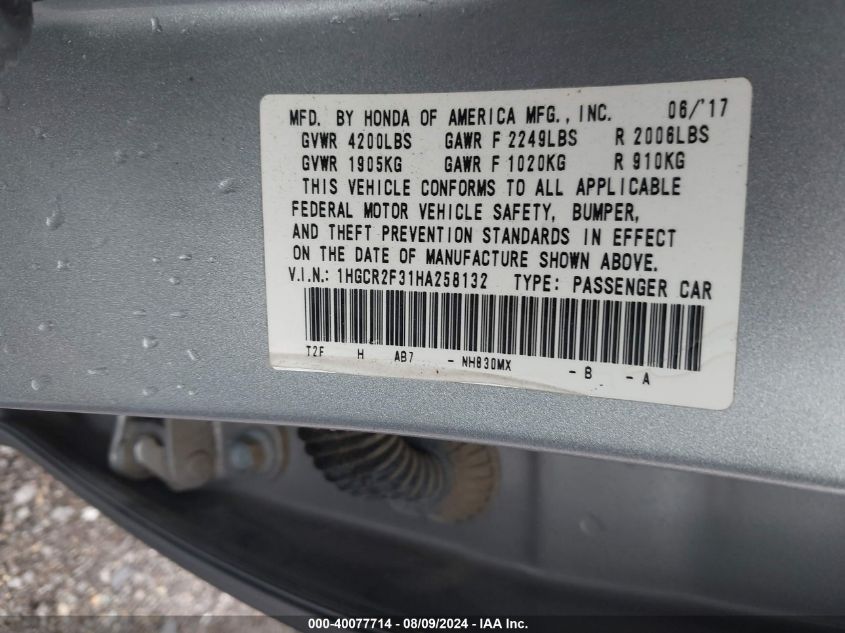 MFD. BY HONDA OF AMERICA MFG., INC. 06/'17
GVWR 4200LBS GAWR F 2249LBS R 2006LBS
GVWR 1905KG GAWR F 1020KG R 910KG
THIS VEHICLE CONFORMS TO ALL APPLICABLE
FEDERAL MOTOR VEHICLE SAFETY, BUMPER,
AND THEFT PREVENTION STANDARDS IN EFFECT
ON THE DATE OF MANUFACTURE SHOWN ABOVE.
V.I.N.: 1HGCR2F31HA258132 TYPE: PASSENGER CAR
T2F H AB7 - NH830MX - B - A
000-40077714 - 08/09/2024 - IAA Inc.